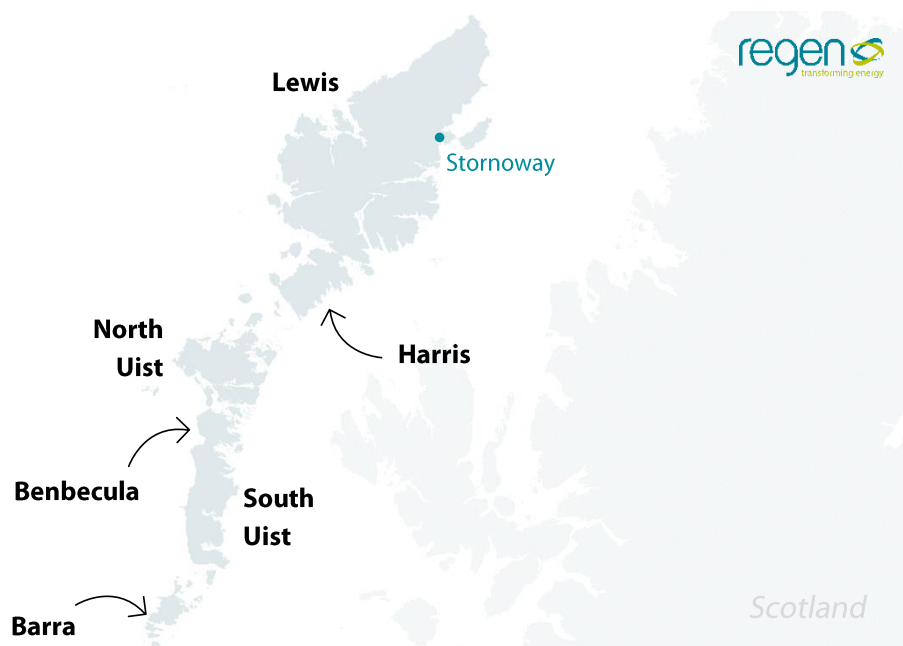 regen
transforming energy
Lewis
Stornoway
North
Uist
Harris
Benbecula
South
Uist
Scotland
Barra